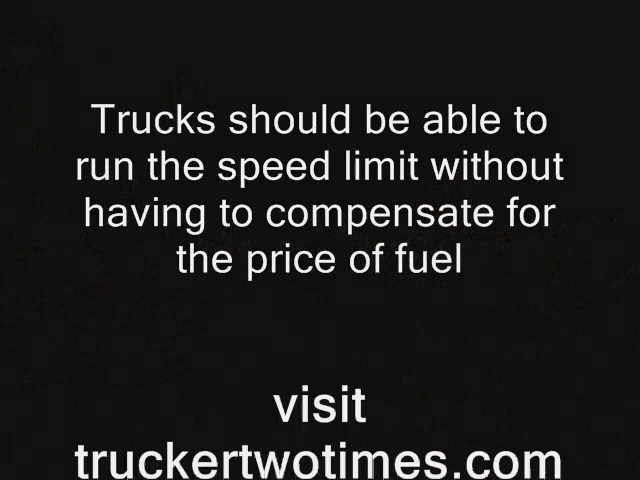 Trucks should be able to
run the speed limit without
having to compensate for
the price of fuel
visit
truckertwotimes.com